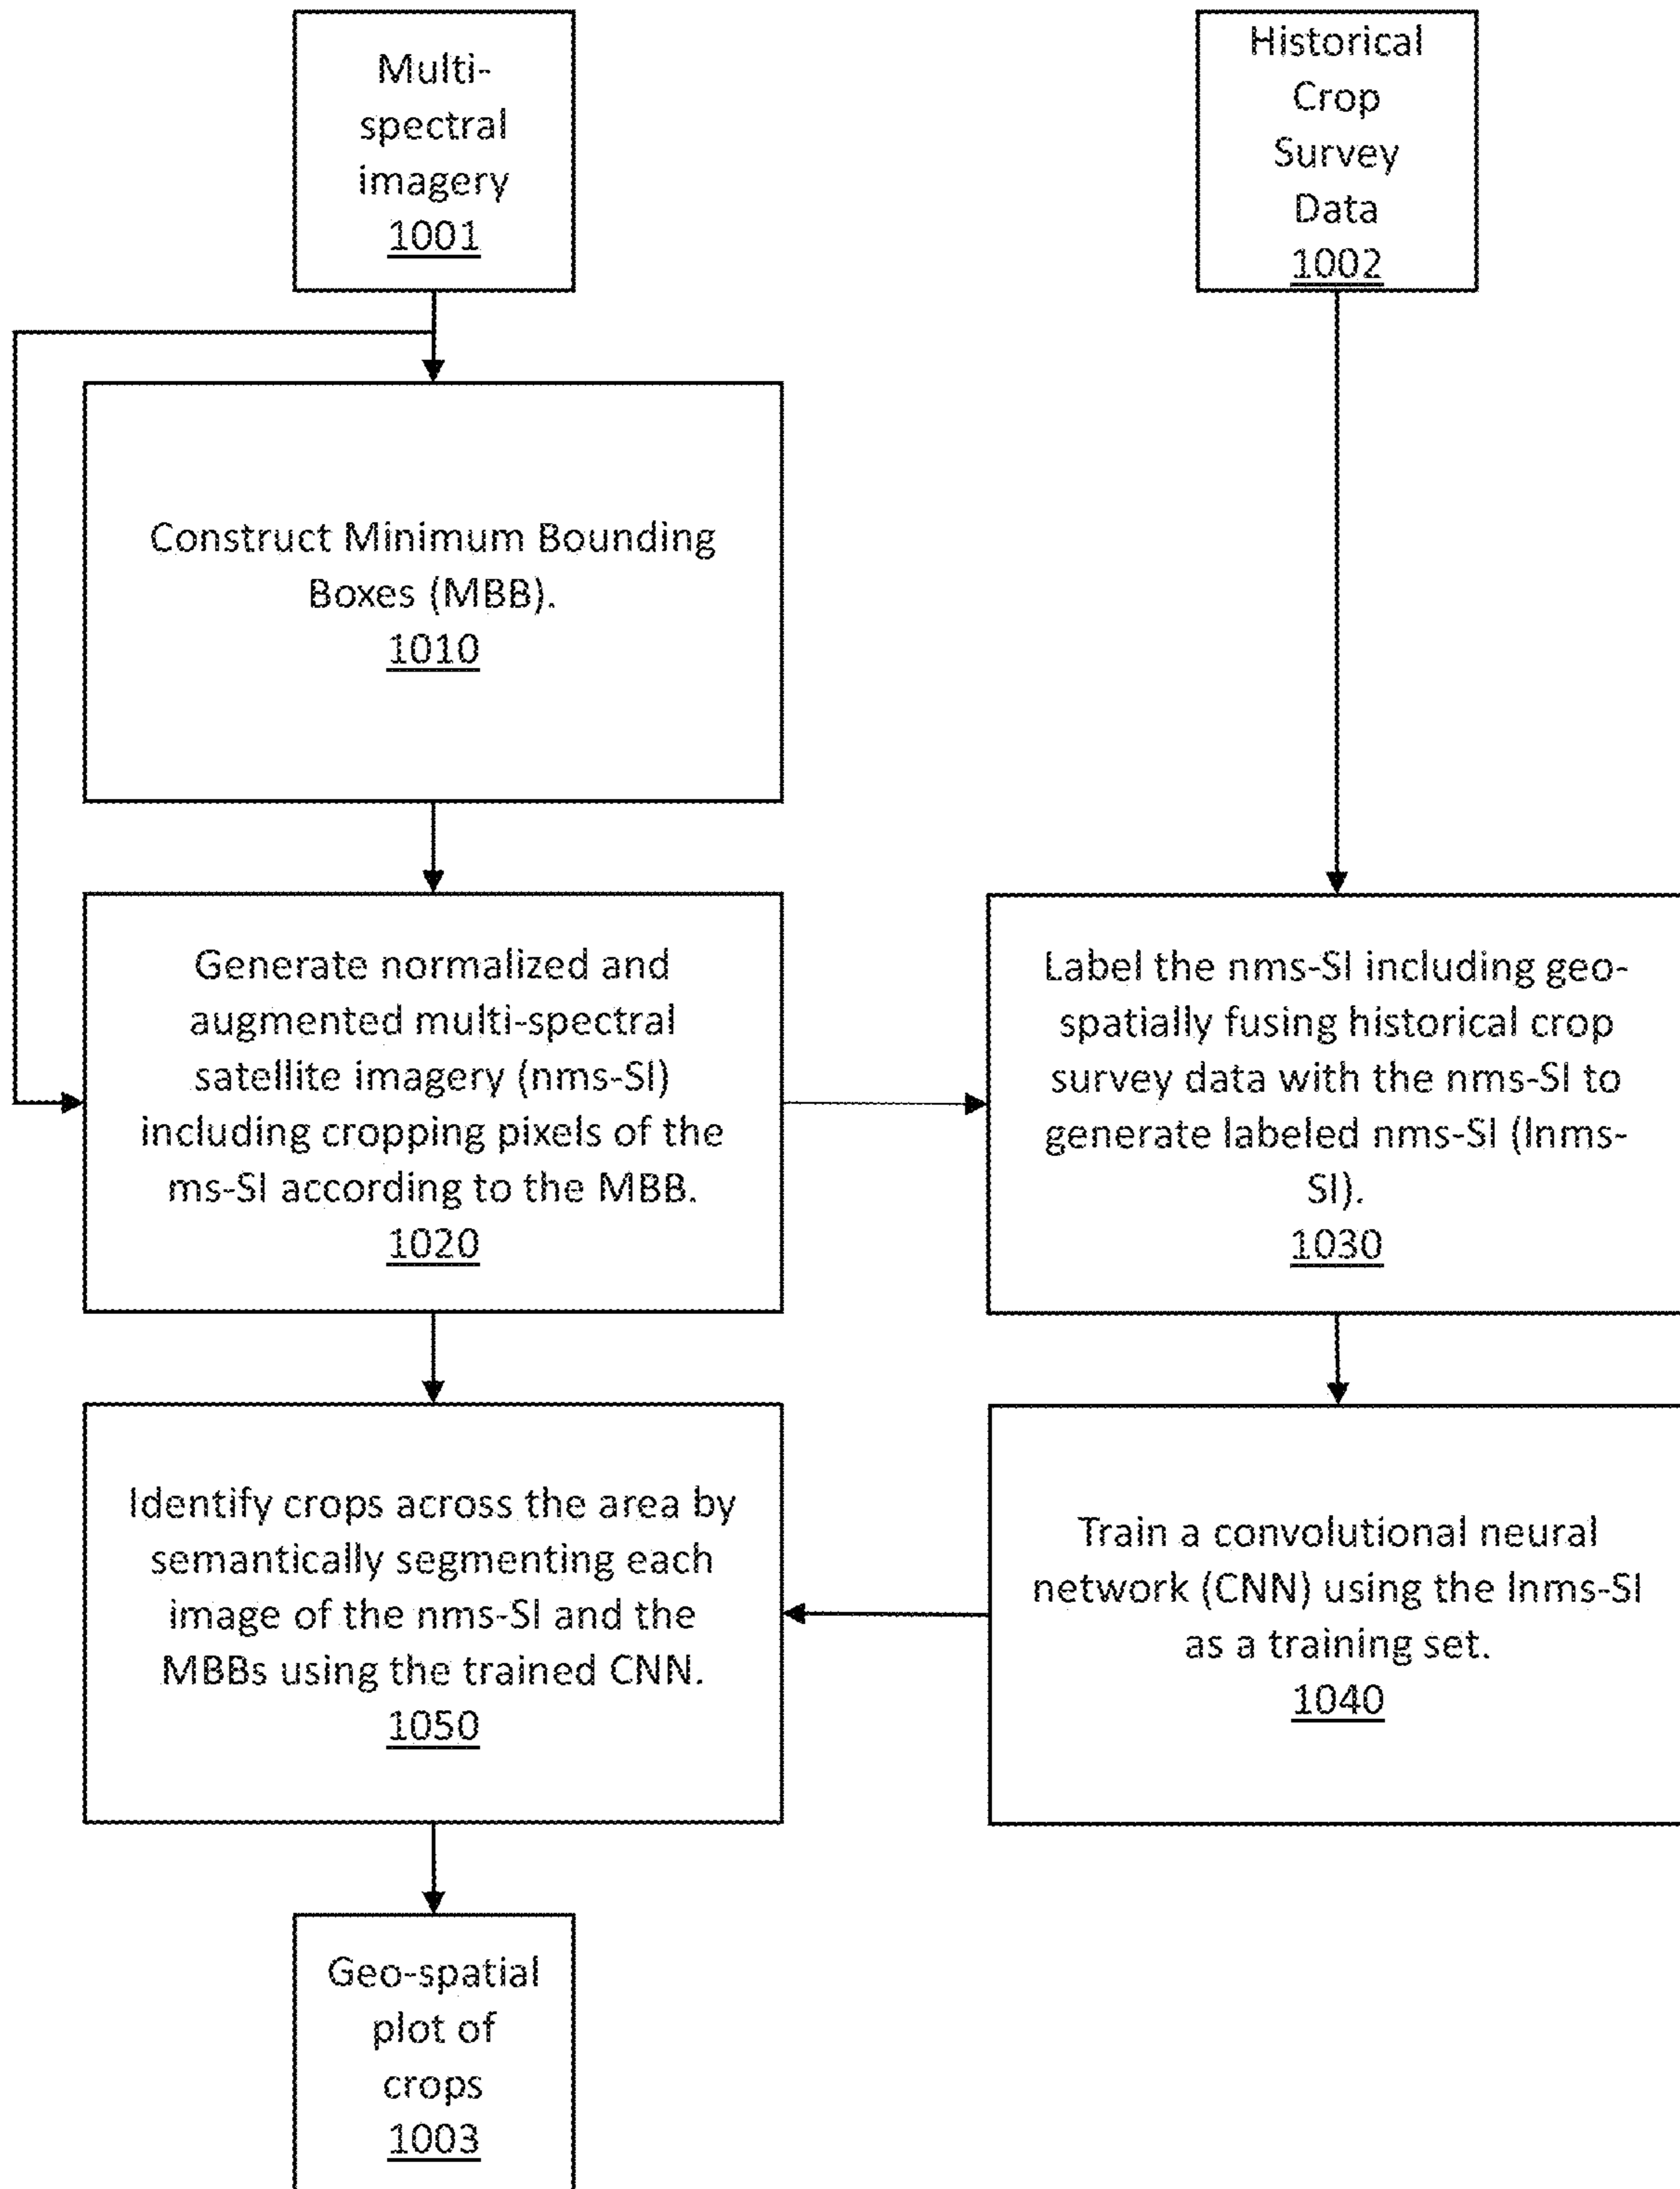 Multi-
spectral
imagery
1001
Historical
Crop
Survey
Data
1002
Construct Minimum Bounding
Boxes (MBB).
1010
Generate normalized and
augmented multi-spectral
satellite imagery (nms-SI)
including cropping pixels of the
ms-SI according to the MBB.
1020
Label the nms-SI including geo-
spatially fusing historical crop
survey data with the nms-SI to
generate labeled nms-SI (lnms-
SI).
1030
Identify crops across the area by
semantically segmenting each
image of the nms-SI and the
MBBs using the trained CNN.
1050
Train a convolutional neural
network (CNN) using the lnms-SI
as a training set.
1040
Geo-spatial
plot of
crops
1003